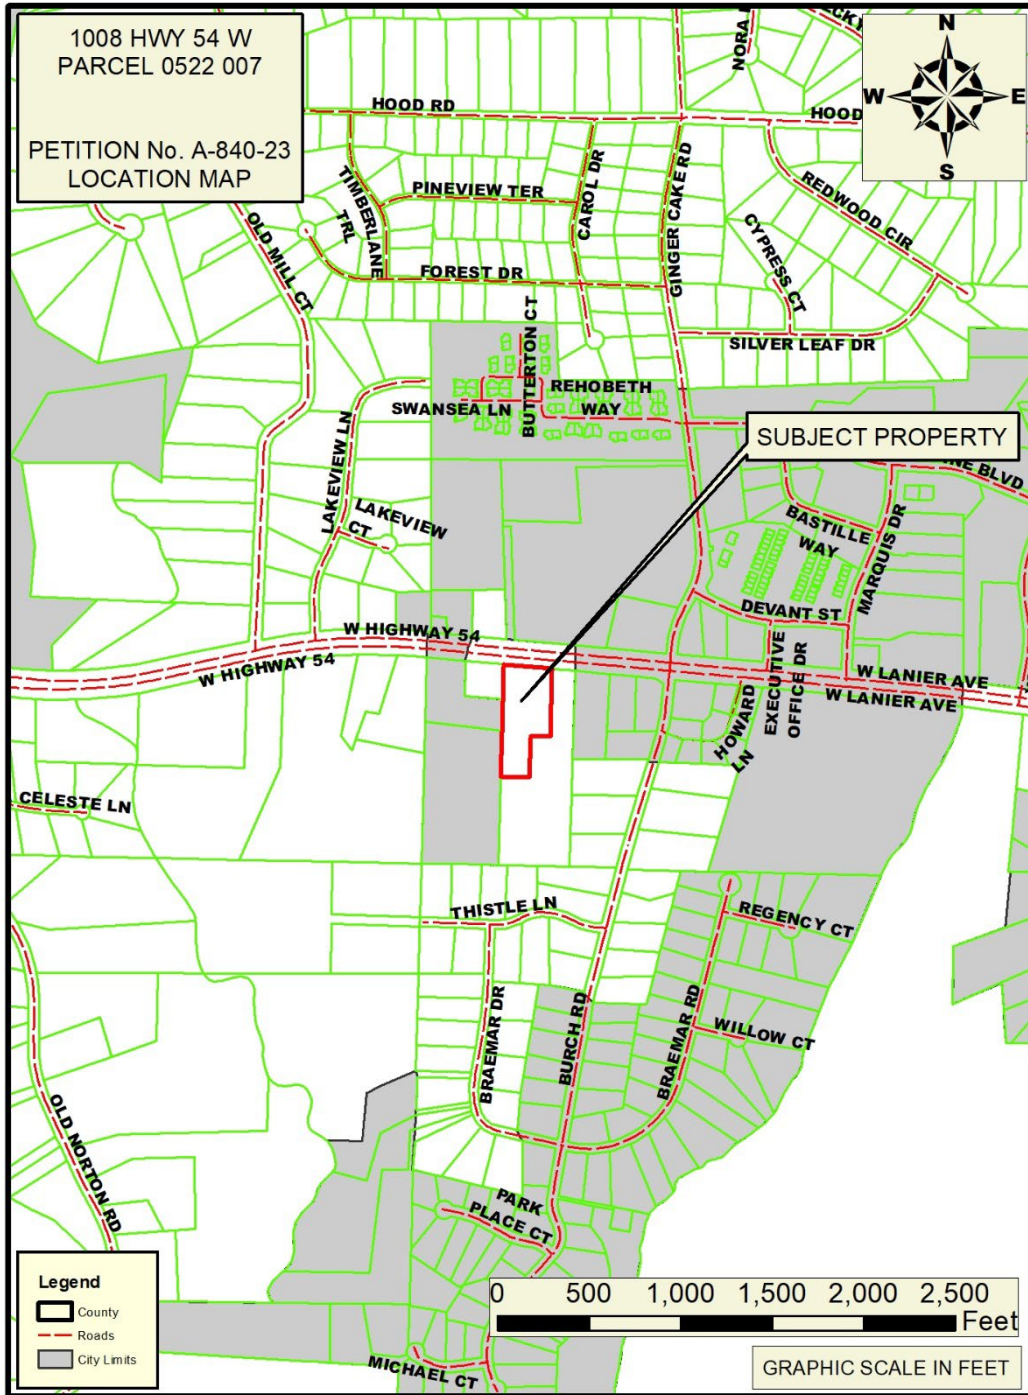 1008 HWY 54 W
PARCEL 0522 007
PETITION No. A-840-23
LOCATION MAP
N
W
E
S
NORA
HOOD RD
HOOD
TIMBERLANE
TRL
PINEVIEW TER
CAROL DR
GINGER CAKE RD
REDWOOD CIR
CYPRESS CT
OLD MILL CT
FOREST DR
SILVER LEAF DR
BUTTERTON CT
REHOBETH
WAY
SWANSEA LN
LAKEVIEW LN
LAKEVIEW
CT
SUBJECT PROPERTY
NE BLVD
BASTILLE
WAY
MARQUIS DR
DEVANT ST
W HIGHWAY 54
W HIGHWAY 54
EXECUTIVE
OFFICE DR
W LANIER AVE
W LANIER AVE
HOWARD
LN
CELESTE LN
THISTLE LN
REGENCY CT
BRAEMAR DR
BURCH RD
BRAEMAR RD
WILLOW CT
OLD NORTON RD
PARK
PLACE CT
MICHAEL CT
Legend
County
Roads
City Limits
0 500 1,000 1,500 2,000 2,500
Feet
GRAPHIC SCALE IN FEET